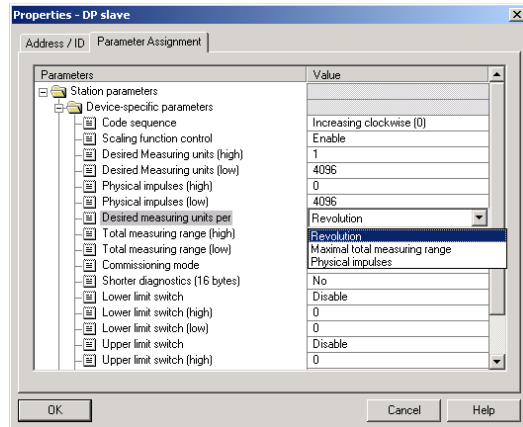 Properties - DP slave
Address / ID Parameter Assignment
Parameters Value
Station parameters
Device-specific parameters
Code sequence Increasing clockwise (0)
Scaling function control Enable
Desired Measuring units (high) 1
Desired Measuring units (low) 4096
Physical impulses (high) 0
Physical impulses (low) 4096
Desired measuring units per Revolution
Total measuring range (high) Revolution
Total measuring range (low) Maximal total measuring range
Commissioning mode Physical impulses
Shorter diagnostics (16 bytes) No
Lower limit switch Disable
Lower limit switch (high) 0
Lower limit switch (low) 0
Upper limit switch Disable
Upper limit switch (high) 0
OK Cancel Help